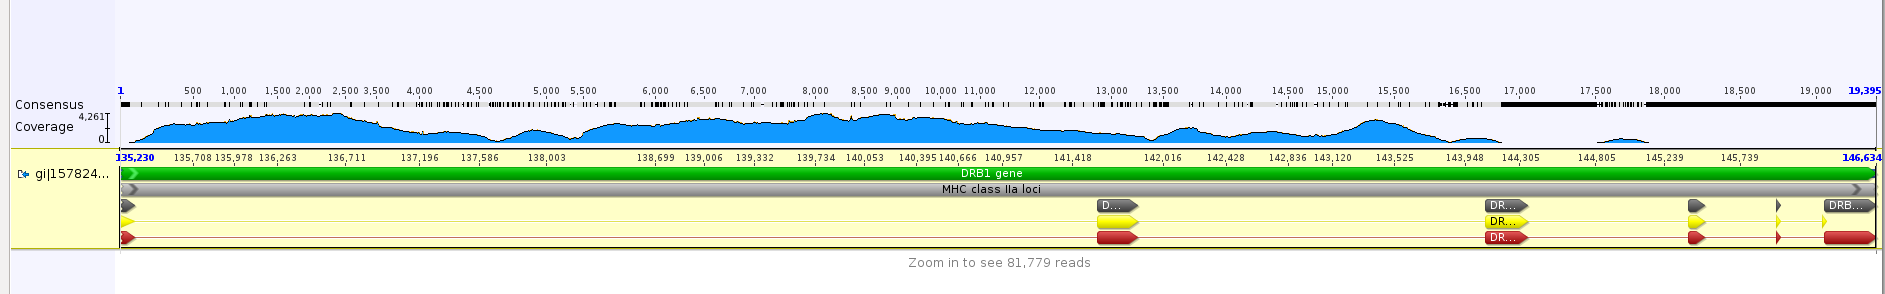 1 500 1,000 1,500 2,000 2,500 3,500 4,000 4,500 5,000 5,500 6,000 6,500 7,000 8,000 8,500 9,000 10,000 11,000 12,000 13,000 13,500 14,000 14,500 15,000 15,500 16,500 17,000 17,500 18,000 18,500 19,000 19,395
Consensus
4,261
Coverage
0
135,230 135,708 135,978 136,263 136,711 137,196 137,586 138,003 138,699 139,006 139,332 139,734 140,053 140,395 140,666 140,957 141,418 142,016 142,428 142,836 143,120 143,525 143,948 144,305 144,805 145,239 145,739 146,634
gi|157824... DRB1 gene
MHC class IIa loci
D... DR... DRB...
DR...
DR...
Zoom in to see 81,779 reads